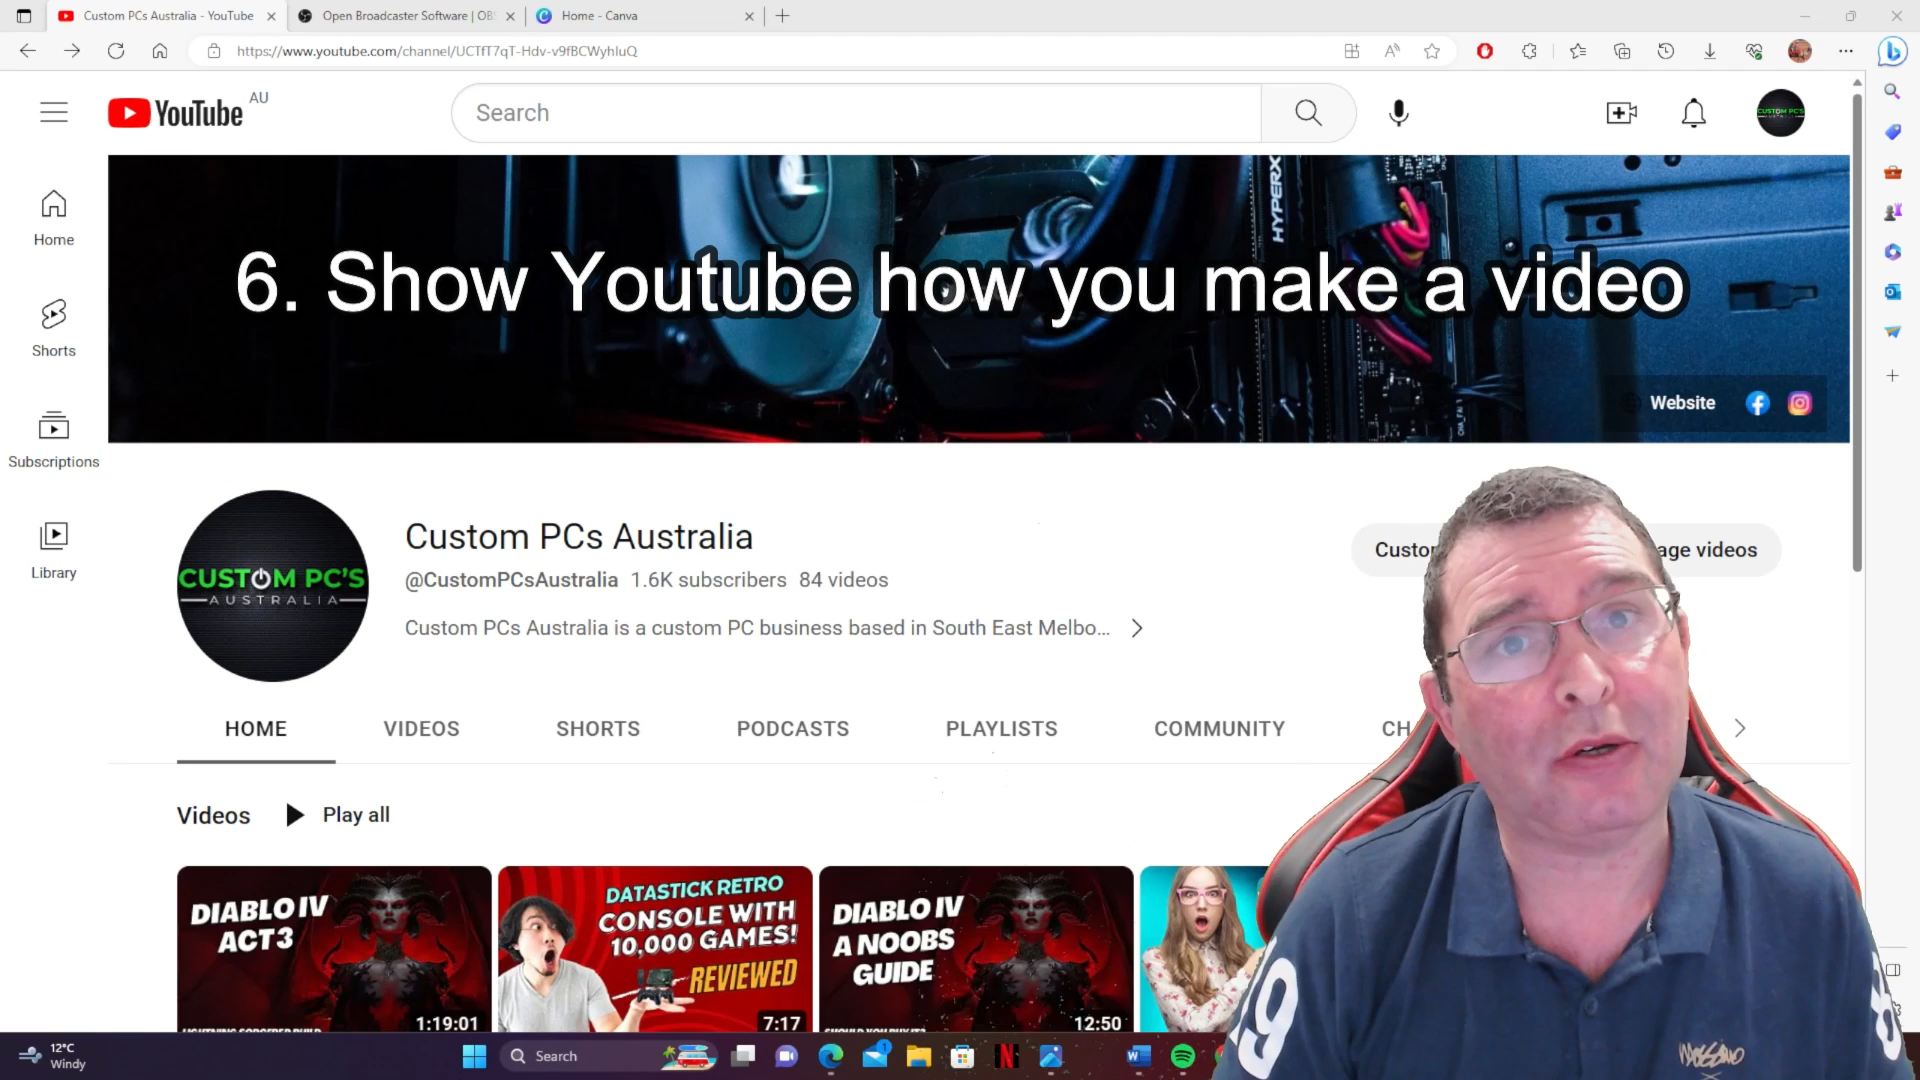 Custom PCs Australia - YouTube
Open Broadcaster Software | OB
Home - Canva
https://www.youtube.com/channel/UCTfT7qT-Hdv-v9fBCWyhluQ
YouTube AU
Search
Home
Shorts
Subscriptions
Library
HYPERX
6. Show Youtube how you make a video
Website
CUSTOM PC'S
AUSTRALIA
Custom PCs Australia
@CustomPCsAustralia 1.6K subscribers 84 videos
Custom PCs Australia is a custom PC business based in South East Melbo...
Custo
age videos
HOME VIDEOS SHORTS PODCASTS PLAYLISTS COMMUNITY CH
Videos Play all
DIABLO IV
ACT 3
1:19:01
DATASTICK RETRO
CONSOLE WITH
10,000 GAMES!
REVIEWED
7:17
DIABLO IV
A NOOBS
GUIDE
12:50
12°C
Windy
Search